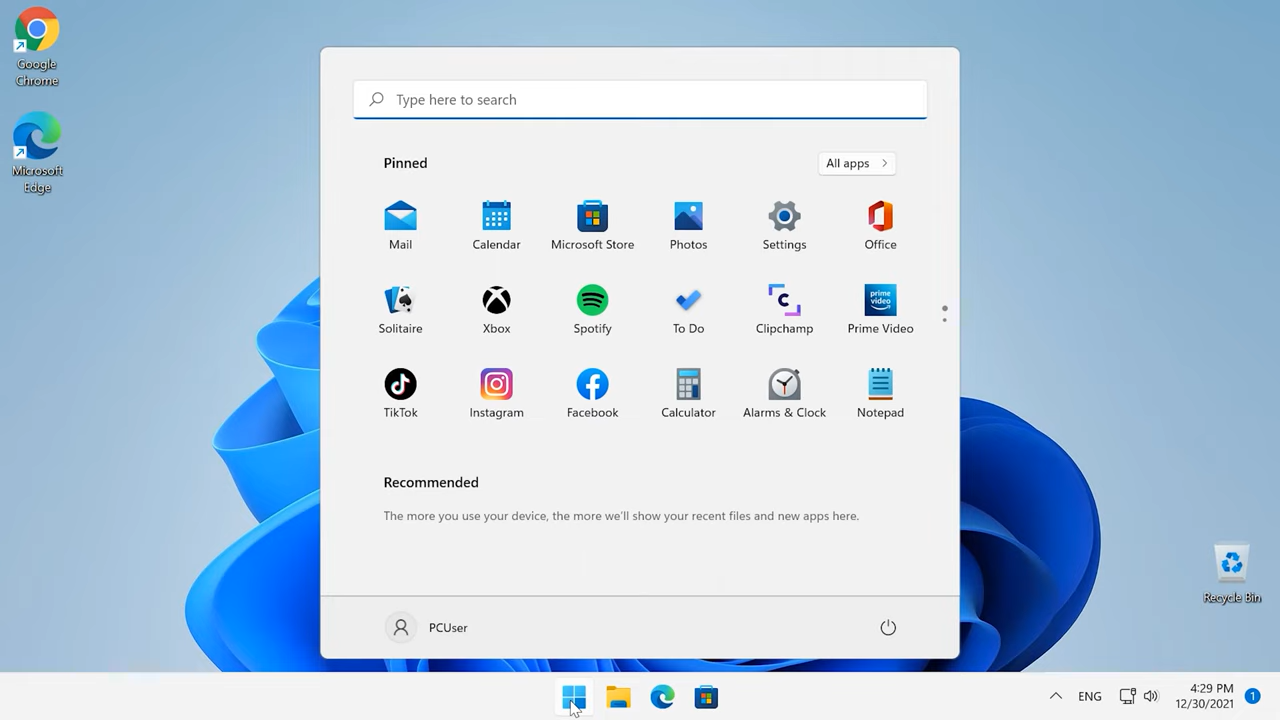 Google
Chrome
Microsoft
Edge
Type here to search
Pinned
All apps
Mail
Calendar
Microsoft Store
Photos
Settings
Office
Solitaire
Xbox
Spotify
To Do
Clipchamp
prime video
Prime Video
TikTok
Instagram
Facebook
Calculator
Alarms & Clock
Notepad
Recommended
The more you use your device, the more we'll show your recent files and new apps here.
PCUser
Recycle Bin
ENG
4:29 PM
12/30/2021
1